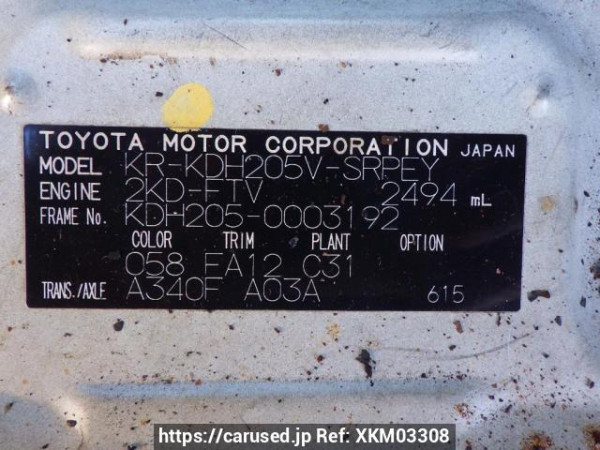 TOYOTA MOTOR CORPORATION JAPAN
MODEL KR-KDH205V-SRPEY
ENGINE 2KD-FTV 2494 mL
FRAME No. KDH205-0003192
COLOR TRIM PLANT OPTION
058 FA12 C31
TRANS./AXLE A340F A03A 615
https://carused.jp Ref: XKM03308